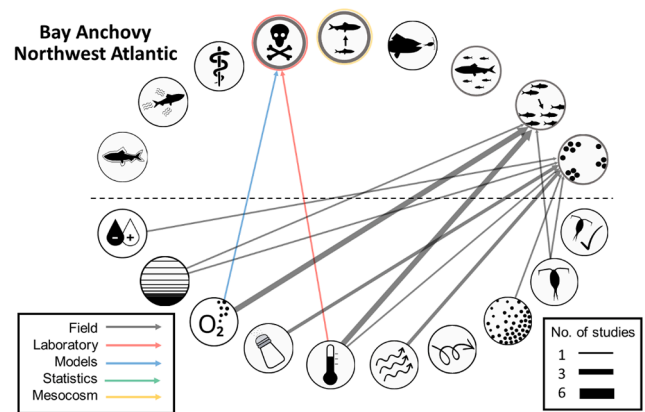 Bay Anchovy
Northwest Atlantic
O2
Field
Laboratory
Models
Statistics
Mesocosm
No. of studies
1
3
6